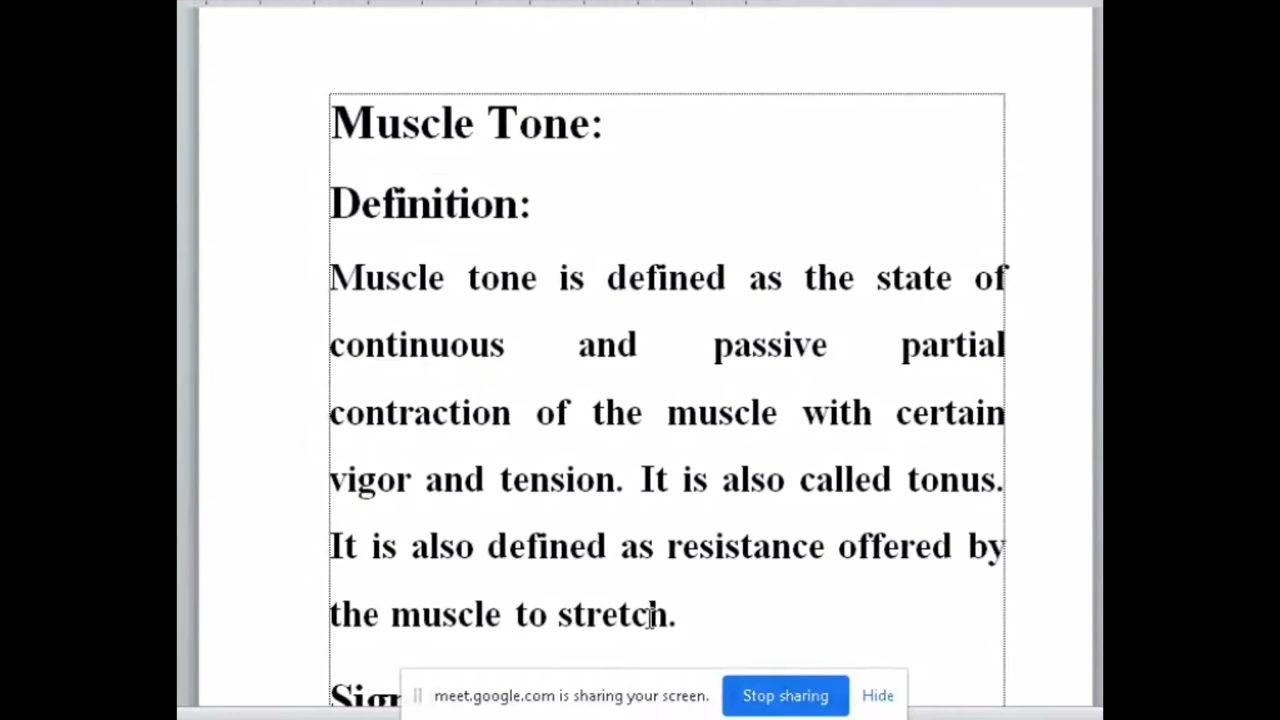 Muscle Tone:
Definition:
Muscle tone is defined as the state of
continuous and passive partial
contraction of the muscle with certain
vigor and tension. It is also called tonus.
It is also defined as resistance offered by
the muscle to stretch.
meet.google.com is sharing your screen. Stop sharing Hide